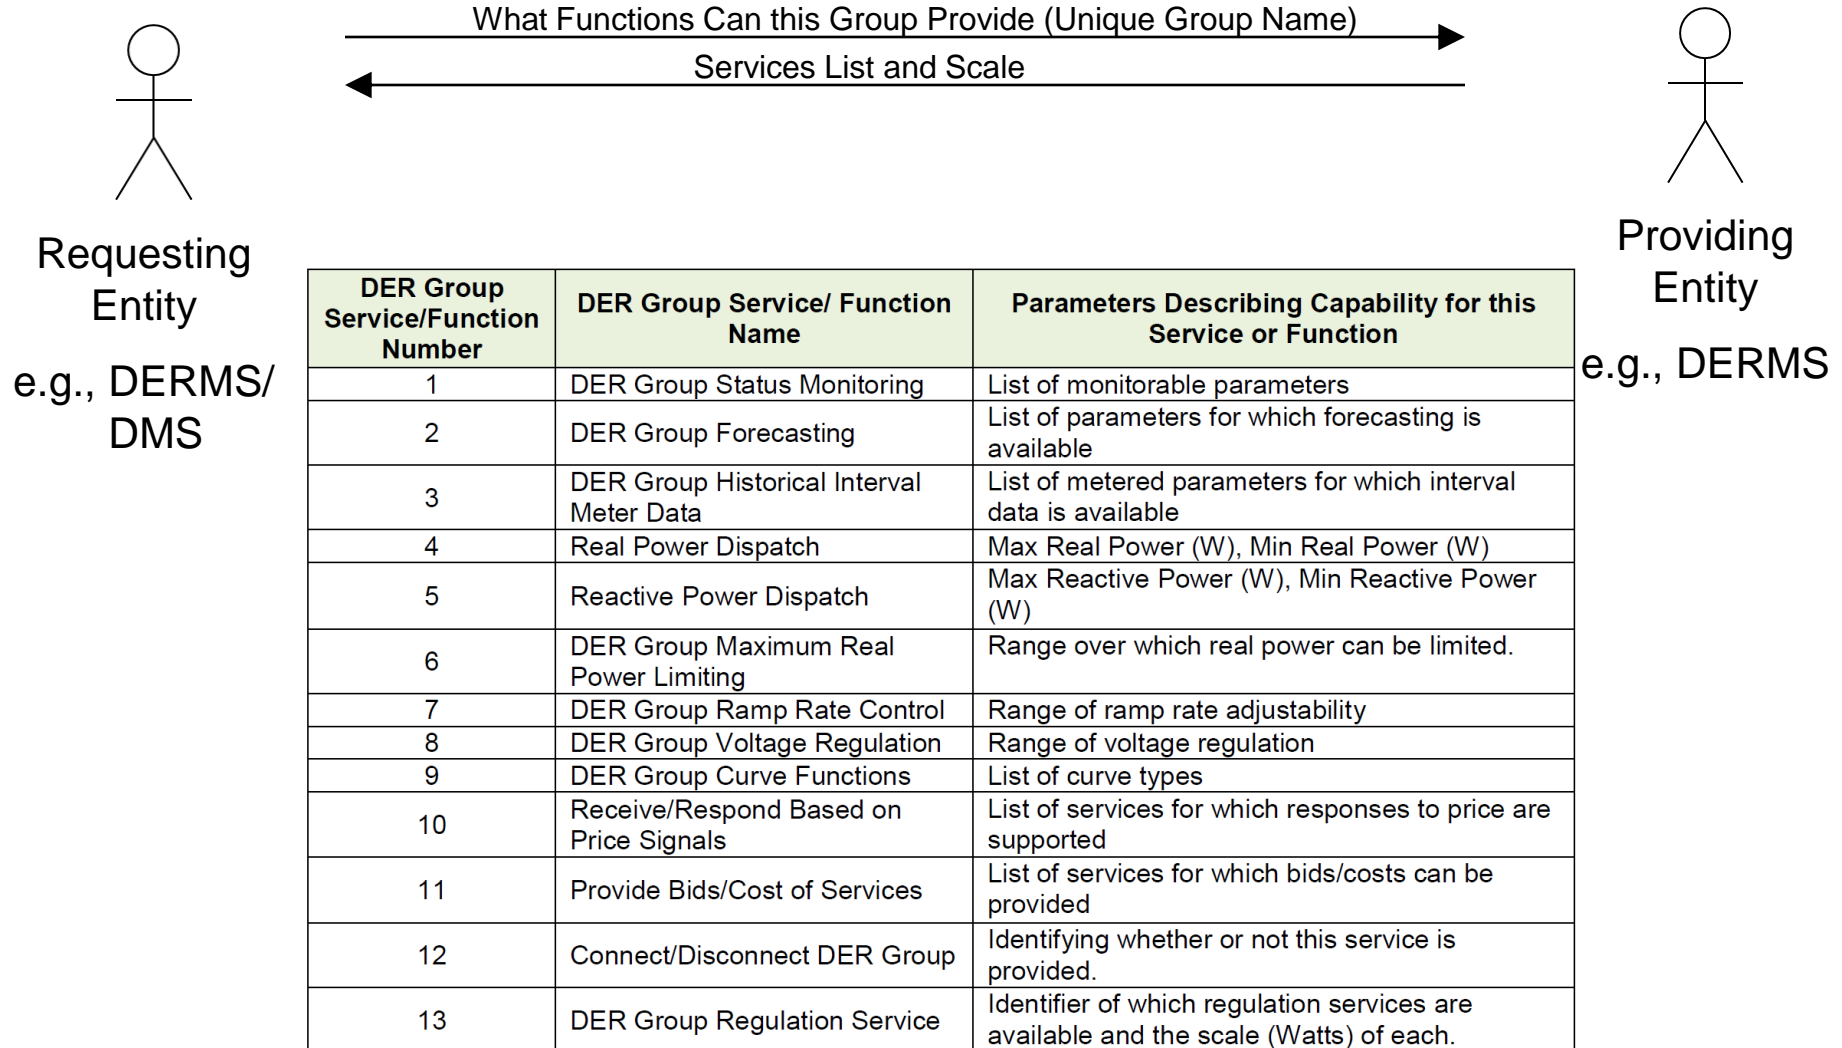 What Functions Can this Group Provide (Unique Group Name)
Services List and Scale
Requesting
Entity
e.g., DERMS/
DMS
Providing
Entity
e.g., DERMS
DER Group
Service/Function
Number
DER Group Service/ Function
Name
Parameters Describing Capability for this
Service or Function
1
DER Group Status Monitoring
List of monitorable parameters
2
DER Group Forecasting
List of parameters for which forecasting is
available
3
DER Group Historical Interval
Meter Data
List of metered parameters for which interval
data is available
4
Real Power Dispatch
Max Real Power (W), Min Real Power (W)
5
Reactive Power Dispatch
Max Reactive Power (W), Min Reactive Power
(W)
6
DER Group Maximum Real
Power Limiting
Range over which real power can be limited.
7
DER Group Ramp Rate Control
Range of ramp rate adjustability
8
DER Group Voltage Regulation
Range of voltage regulation
9
DER Group Curve Functions
List of curve types
10
Receive/Respond Based on
Price Signals
List of services for which responses to price are
supported
11
Provide Bids/Cost of Services
List of services for which bids/costs can be
provided
12
Connect/Disconnect DER Group
Identifying whether or not this service is
provided.
13
DER Group Regulation Service
Identifier of which regulation services are
available and the scale (Watts) of each.